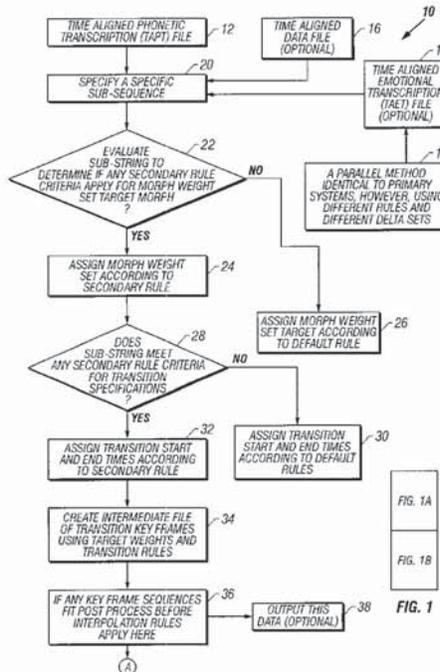 10
TIME ALIGNED PHONETIC
TRANSCRIPTION (TAPT) FILE
12
TIME ALIGNED
DATA FILE
(OPTIONAL)
16
TIME ALIGNED
EMOTIONAL
TRANSCRIPTION
(TAET) FILE
(OPTIONAL)
20
SPECIFY A SPECIFIC
SUB-SEQUENCE
A PARALLEL METHOD
IDENTICAL TO PRIMARY
SYSTEMS, HOWEVER, USING
DIFFERENT RULES AND
DIFFERENT DELTA SETS
22
EVALUATE
SUB-STRING TO
DETERMINE IF ANY SECONDARY RULE
CRITERIA APPLY FOR MORPH WEIGHT
SET TARGET MORPH
?
NO
YES
ASSIGN MORPH WEIGHT
SET ACCORDING TO
SECONDARY RULE
24
ASSIGN MORPH WEIGHT
SET TARGET ACCORDING
TO DEFAULT RULE
26
28
DOES
SUB-STRING MEET
ANY SECONDARY RULE CRITERIA
FOR TRANSITION
SPECIFICATIONS
?
NO
YES
32
ASSIGN TRANSITION START
AND END TIMES ACCORDING
TO SECONDARY RULE
ASSIGN TRANSITION
START AND END TIMES
ACCORDING TO DEFAULT
RULES
30
CREATE INTERMEDIATE FILE
OF TRANSITION KEY FRAMES
USING TARGET WEIGHTS AND
TRANSITION RULES
34
36
IF ANY KEY FRAME SEQUENCES
FIT POST PROCESS BEFORE
INTERPOLATION RULES
APPLY HERE
OUTPUT THIS
DATA (OPTIONAL)
38
A
FIG. 1A
FIG. 1B
FIG. 1